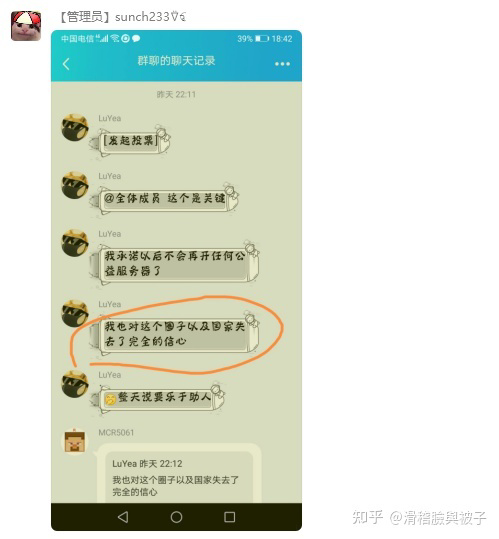 【管理员】sunch233
中国电信 39% 18:42
群聊的聊天记录
昨天 22:11
LuYea
[发起投票]
LuYea
@全体成员 这个是关键
LuYea
我承诺以后不会再开任何公
益服务器了
LuYea
我也对这个圈子以及国家失
去了完全的信心
LuYea
整天说要乐于助人
MCR5061
LuYea 昨天 22:12
我也对这个圈子以及国家失去了
完全的信心
知乎 @滑稽臉與被子